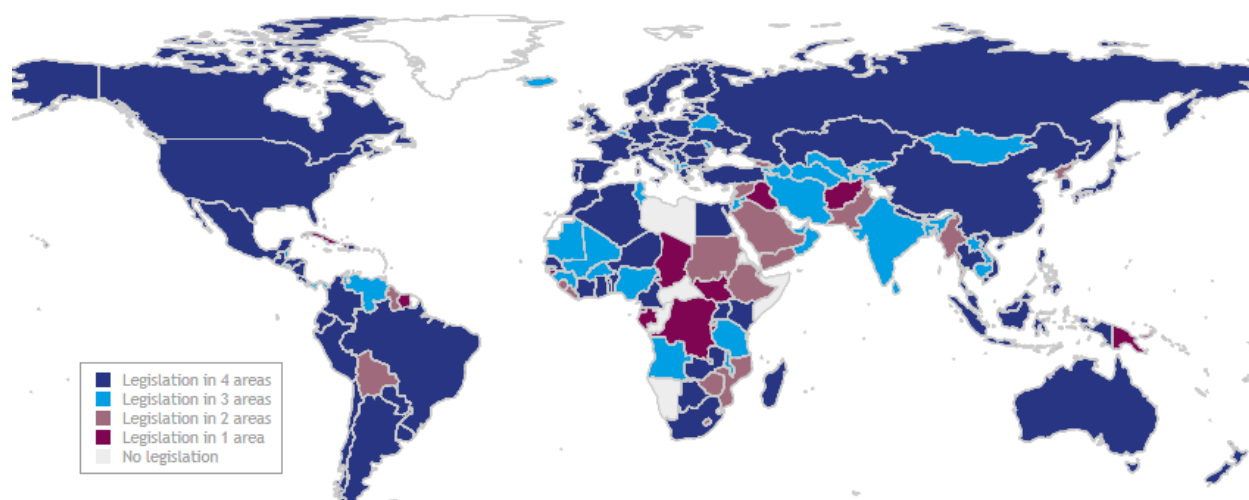 Legislation in 4 areas
Legislation in 3 areas
Legislation in 2 areas
Legislation in 1 area
No legislation